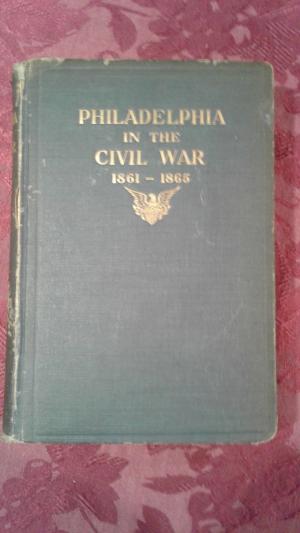 PHILADELPHIA
IN THE
CIVIL WAR
1861 - 1865